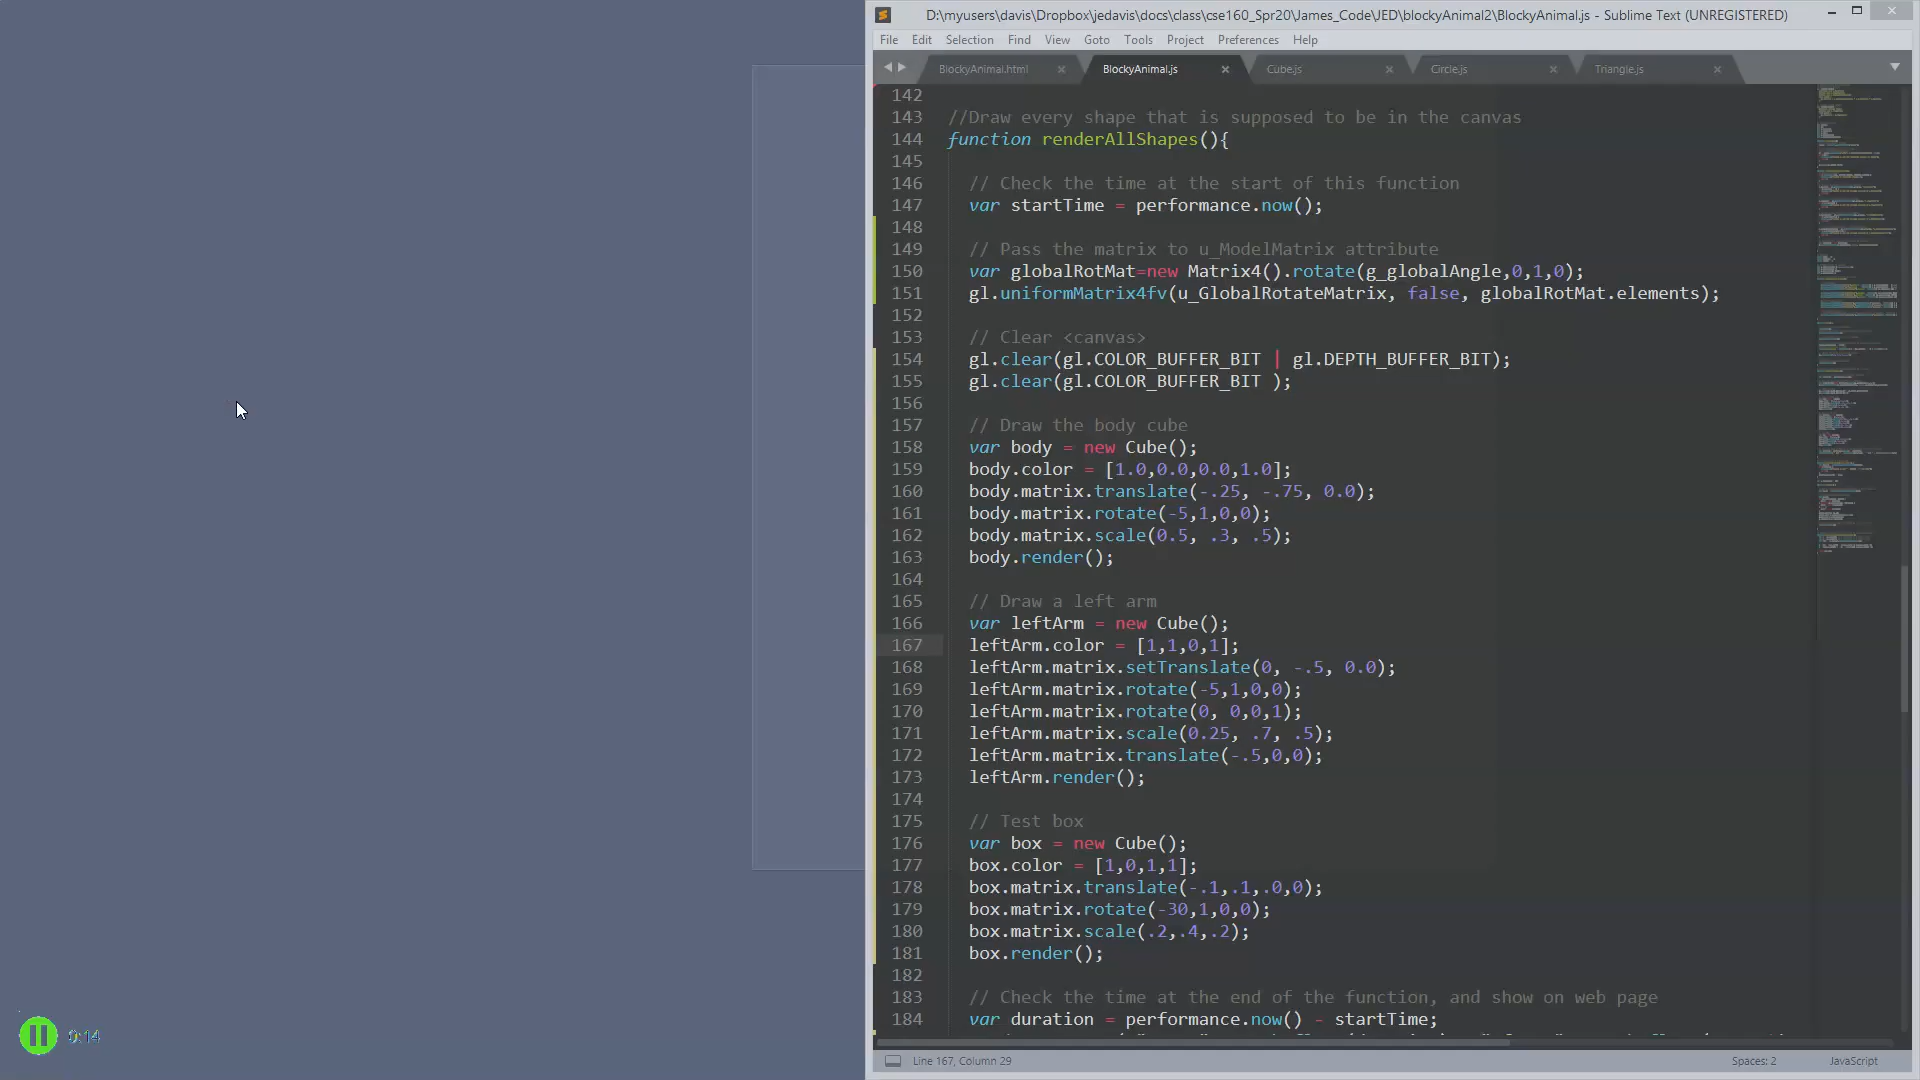 D:\myusers\davis\Dropbox\jedavis\docs\class\cse160_Spr20\James_Code\JED\blockyAnimal2\BlockyAnimal.js - Sublime Text (UNREGISTERED)
File Edit Selection Find View Goto Tools Project Preferences Help
BlockyAnimal.html BlockyAnimal.js Cube.js Circle.js Triangle.js
142
143 //Draw every shape that is supposed to be in the canvas
144 function renderAllShapes(){
145
146 // Check the time at the start of this function
147 var startTime = performance.now();
148
149 // Pass the matrix to u_ModelMatrix attribute
150 var globalRotMat=new Matrix4().rotate(g_globalAngle,0,1,0);
151 gl.uniformMatrix4fv(u_GlobalRotateMatrix, false, globalRotMat.elements);
152
153 // Clear <canvas>
154 gl.clear(gl.COLOR_BUFFER_BIT | gl.DEPTH_BUFFER_BIT);
155 gl.clear(gl.COLOR_BUFFER_BIT );
156
157 // Draw the body cube
158 var body = new Cube();
159 body.color = [1.0,0.0,0.0,1.0];
160 body.matrix.translate(-.25, -.75, 0.0);
161 body.matrix.rotate(-5,1,0,0);
162 body.matrix.scale(0.5, .3, .5);
163 body.render();
164
165 // Draw a left arm
166 var leftArm = new Cube();
167 leftArm.color = [1,1,0,1];
168 leftArm.matrix.setTranslate(0, -.5, 0.0);
169 leftArm.matrix.rotate(-5,1,0,0);
170 leftArm.matrix.rotate(0, 0,0,1);
171 leftArm.matrix.scale(0.25, .7, .5);
172 leftArm.matrix.translate(-.5,0,0);
173 leftArm.render();
174
175 // Test box
176 var box = new Cube();
177 box.color = [1,0,1,1];
178 box.matrix.translate(-.1,.1,.0,0);
179 box.matrix.rotate(-30,1,0,0);
180 box.matrix.scale(.2,.4,.2);
181 box.render();
182
183 // Check the time at the end of the function, and show on web page
184 var duration = performance.now() - startTime;
0:14
Line 167, Column 29 Spaces: 2 JavaScript